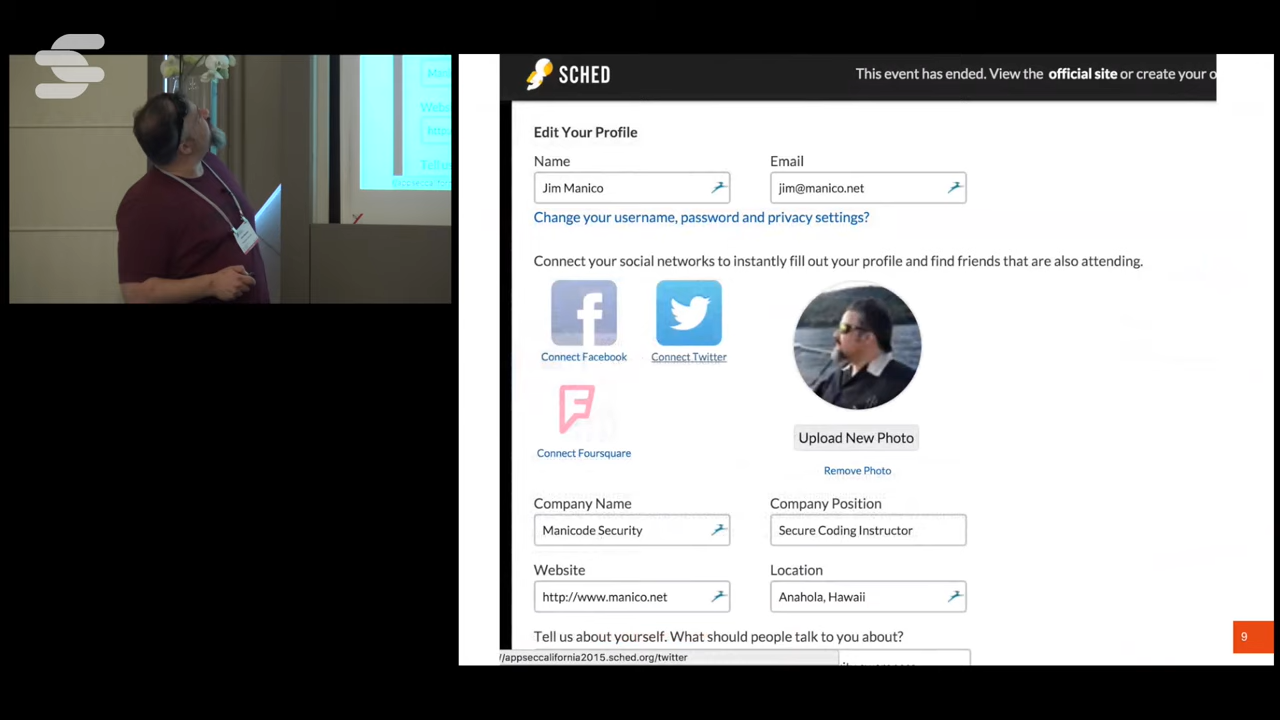 SCHED
This event has ended. View the official site or create your o
Edit Your Profile
Name
Email
Jim Manico
jim@manico.net
Change your username, password and privacy settings?
Connect your social networks to instantly fill out your profile and find friends that are also attending.
Connect Facebook
Connect Twitter
Connect Foursquare
Upload New Photo
Remove Photo
Company Name
Company Position
Manicode Security
Secure Coding Instructor
Website
Location
http://www.manico.net
Anahola, Hawaii
Tell us about yourself. What should people talk to you about?
/appseccalifornia2015.sched.org/twitter
9